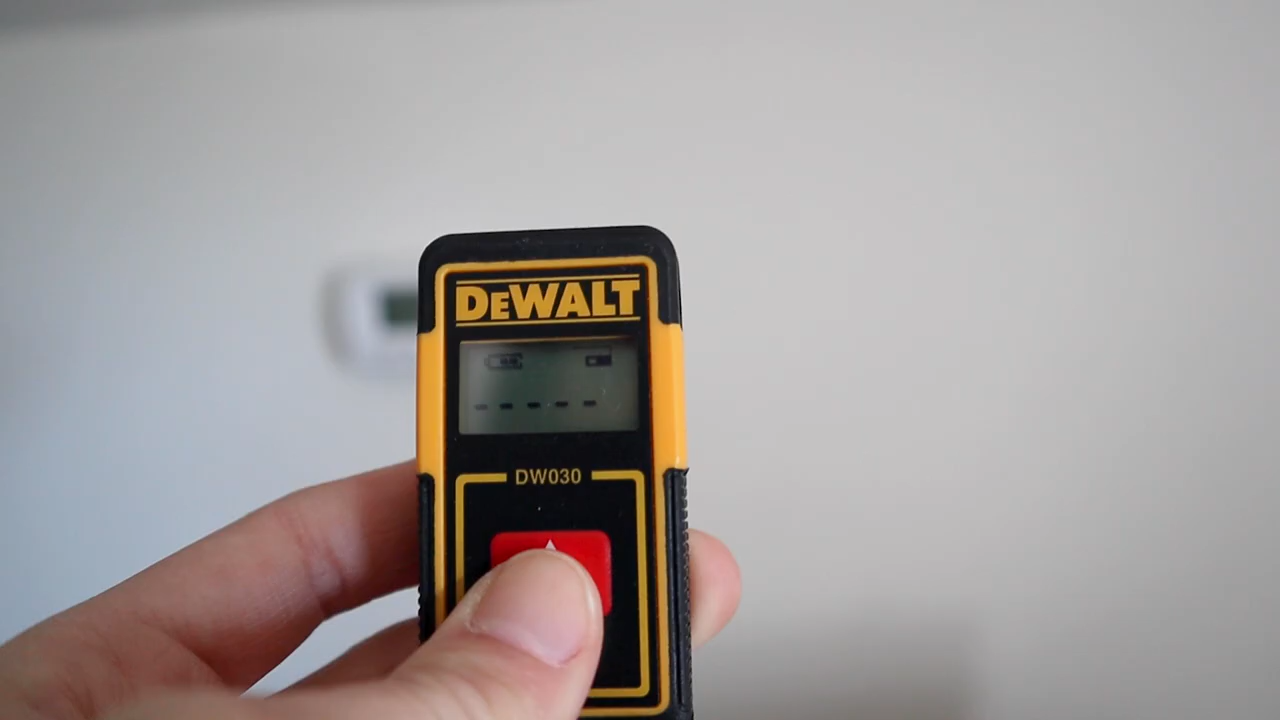 DEWALT
- - - - -
DW030